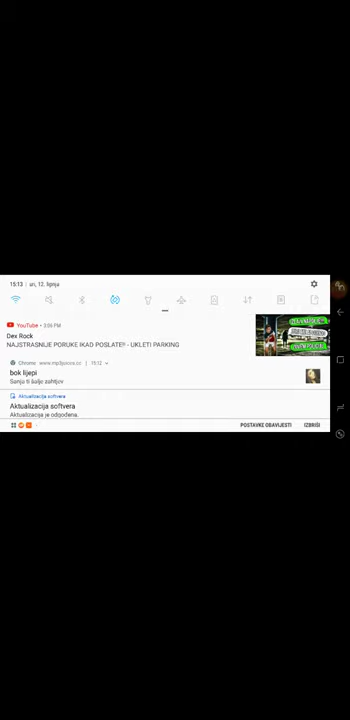 15:13 | uri, 12. lipnja
YouTube • 3:06 PM
Dex Rock
NAJSTRAŠNIJE PORUKE IKAD POSLATE!! - UKLETI PARKING
Chrome • www.mp3juices.cc | 15:12
bok lijepi
Sanja ti šalje zahtjev
Aktualizacija softvera
Aktualizacija softvera
Aktualizacija je odgođena.
POSTAVKE OBAVIJESTI IZBRIŠI